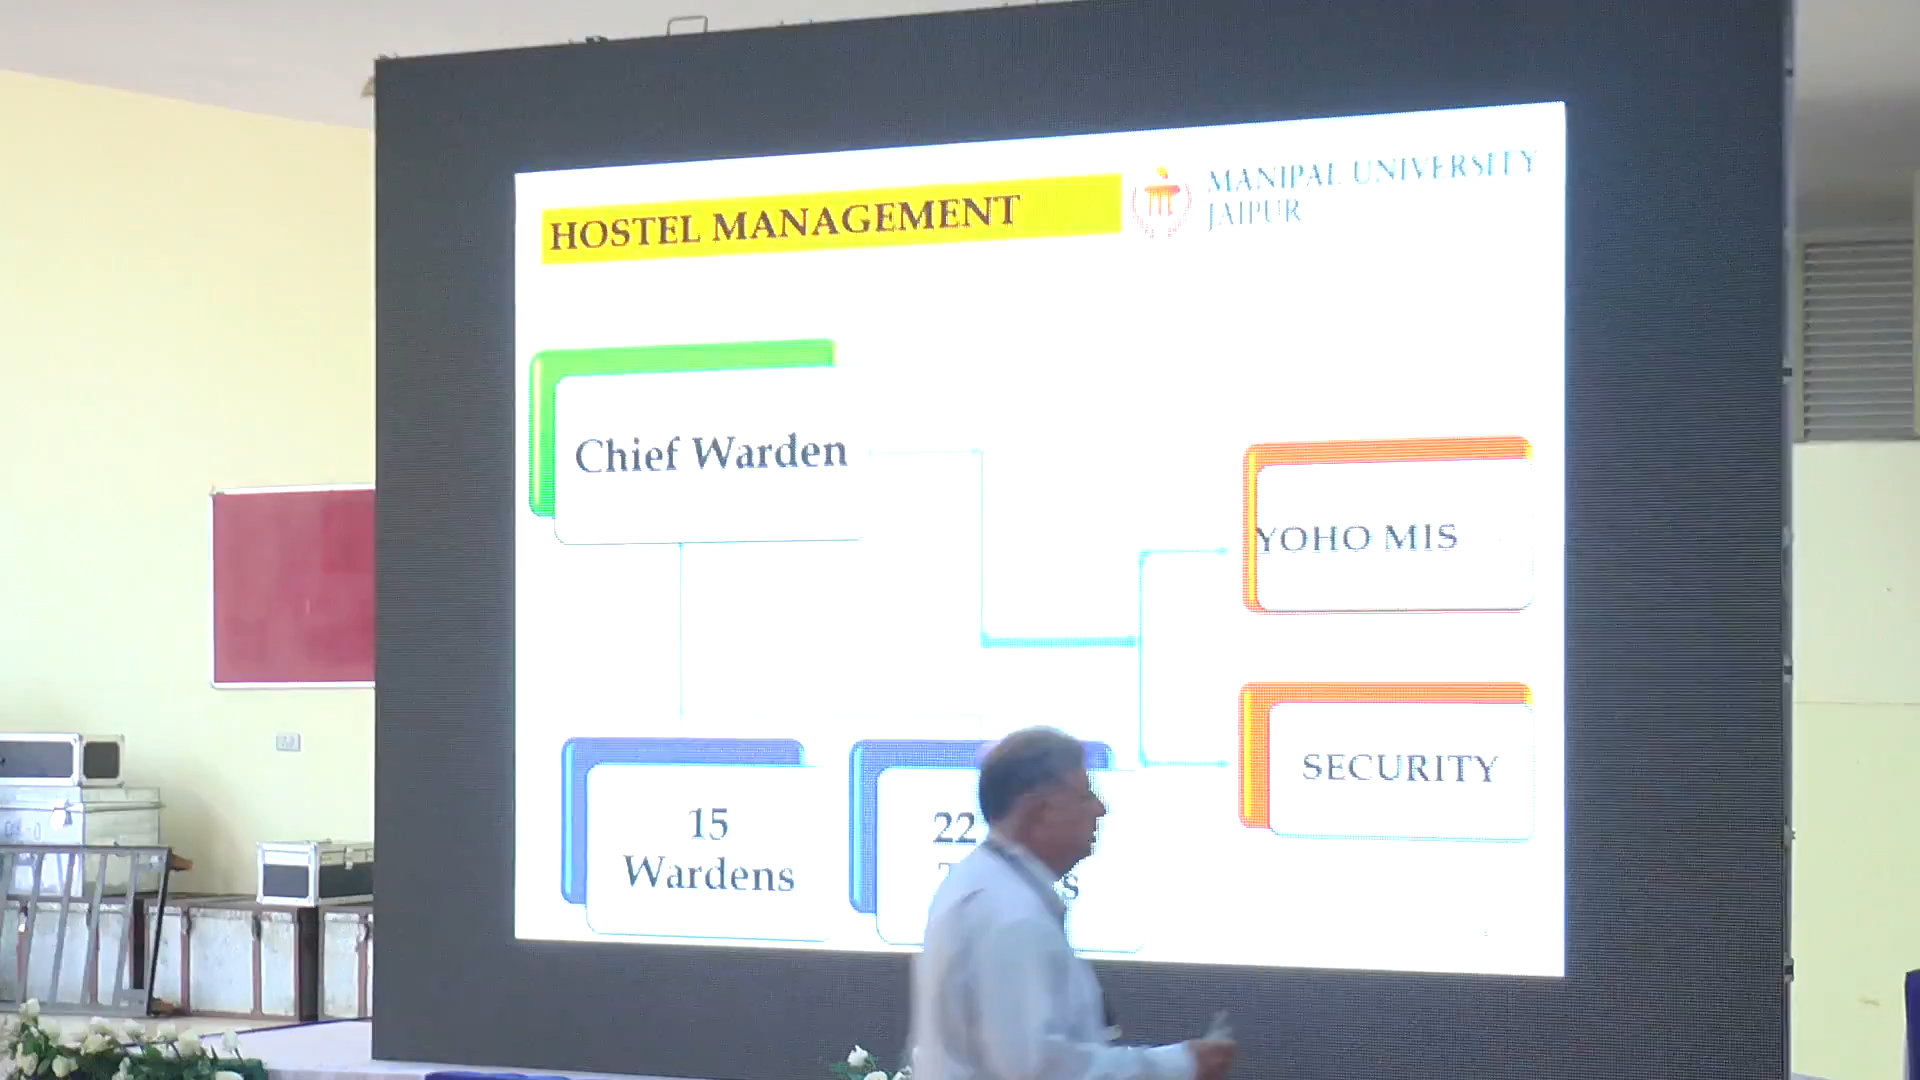 HOSTEL MANAGEMENT
MANIPAL UNIVERSITY
JAIPUR
Chief Warden
YOHO MIS
SECURITY
15
Wardens
22